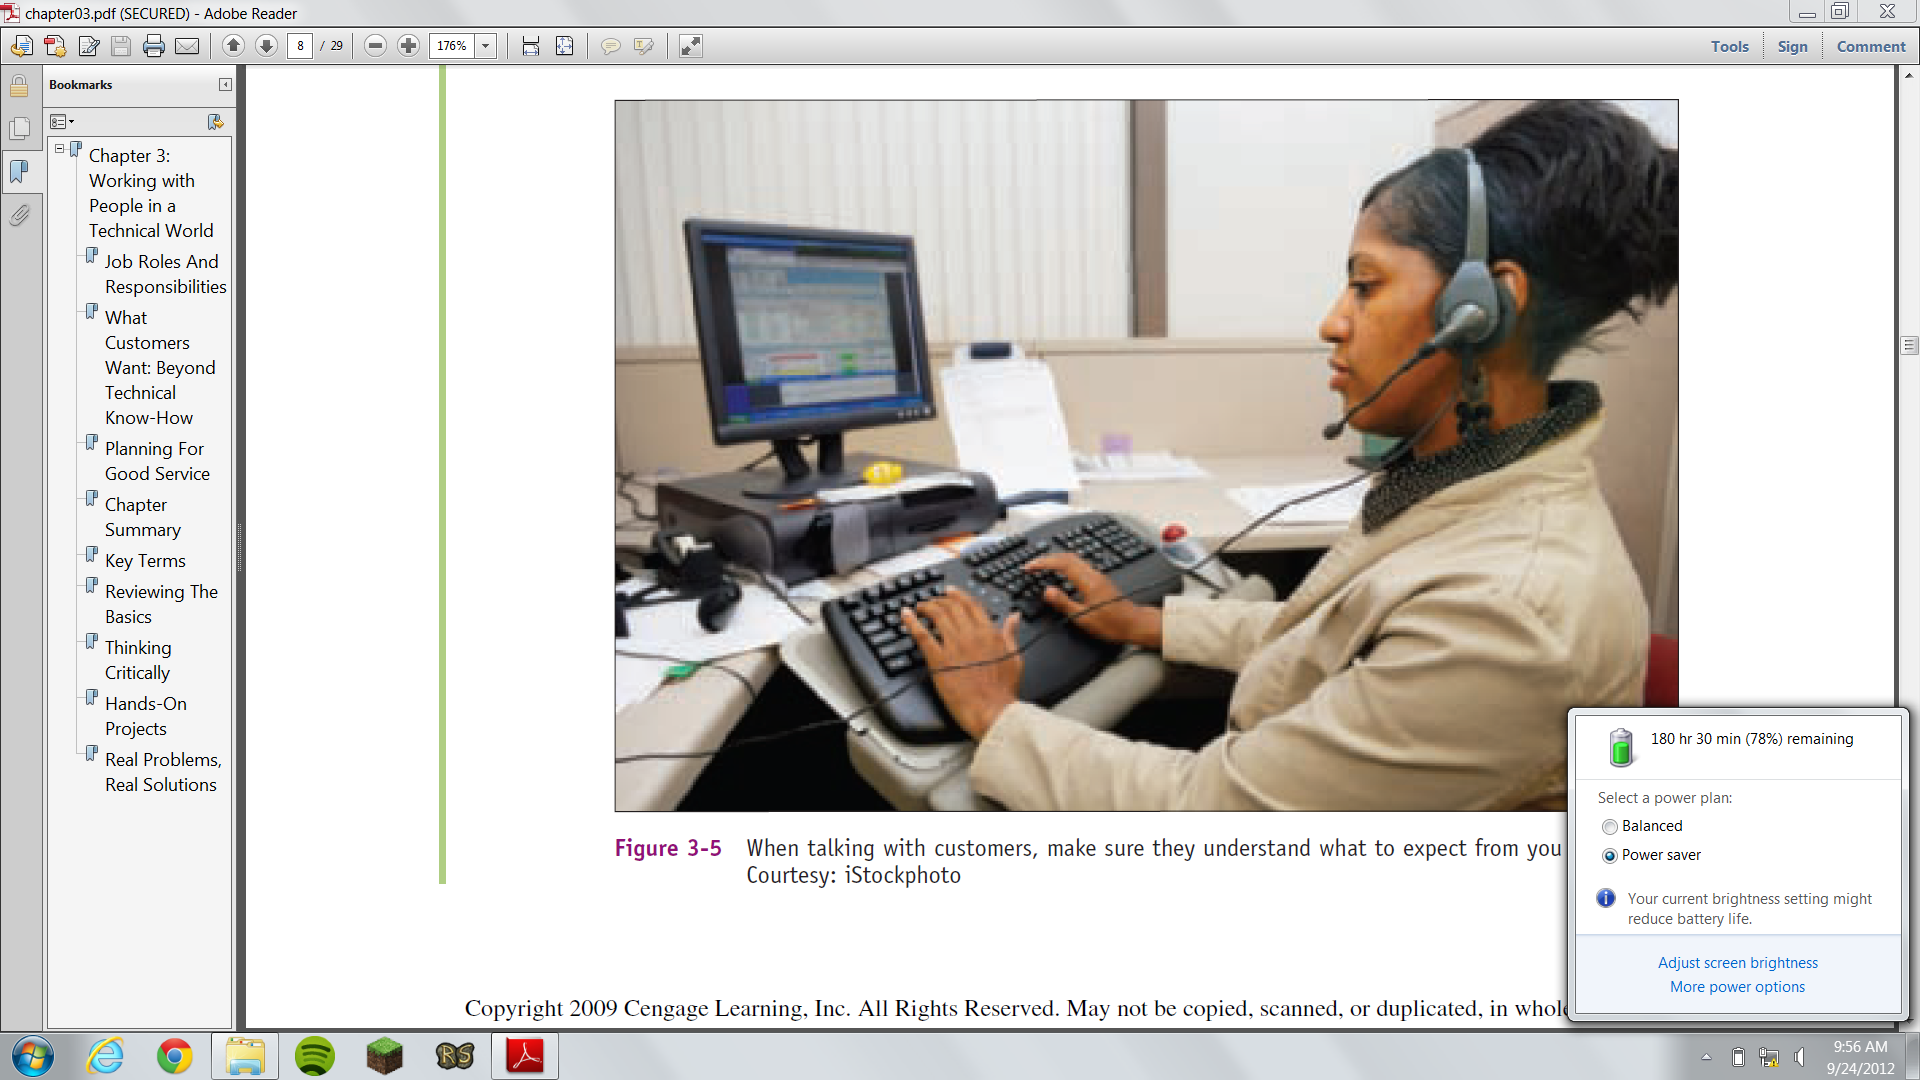 chapter03.pdf (SECURED) - Adobe Reader
8 / 29
176%
Tools
Sign
Comment
Bookmarks
Chapter 3:
Working with
People in a
Technical World
Job Roles And
Responsibilities
What
Customers
Want: Beyond
Technical
Know-How
Planning For
Good Service
Chapter
Summary
Key Terms
Reviewing The
Basics
Thinking
Critically
Hands-On
Projects
Real Problems,
Real Solutions
Figure 3-5 When talking with customers, make sure they understand what to expect from you
Courtesy: iStockphoto
Copyright 2009 Cengage Learning, Inc. All Rights Reserved. May not be copied, scanned, or duplicated, in whole
180 hr 30 min (78%) remaining
Select a power plan:
Balanced
Power saver
Your current brightness setting might
reduce battery life.
Adjust screen brightness
More power options
RS
9:56 AM
9/24/2012